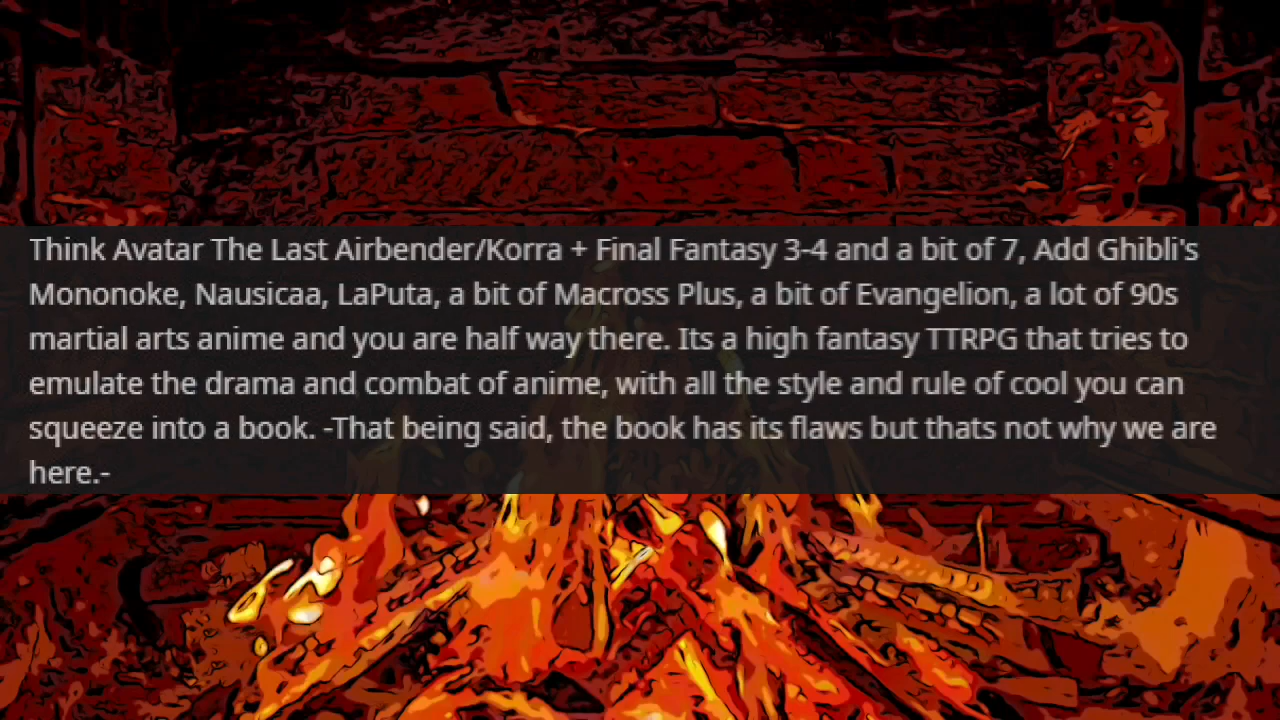 Think Avatar The Last Airbender/Korra + Final Fantasy 3-4 and a bit of 7, Add Ghibli's
Mononoke, Nausicaa, LaPuta, a bit of Macross Plus, a bit of Evangelion, a lot of 90s
martial arts anime and you are half way there. Its a high fantasy TTRPG that tries to
emulate the drama and combat of anime, with all the style and rule of cool you can
squeeze into a book. -That being said, the book has its flaws but thats not why we are
here.-